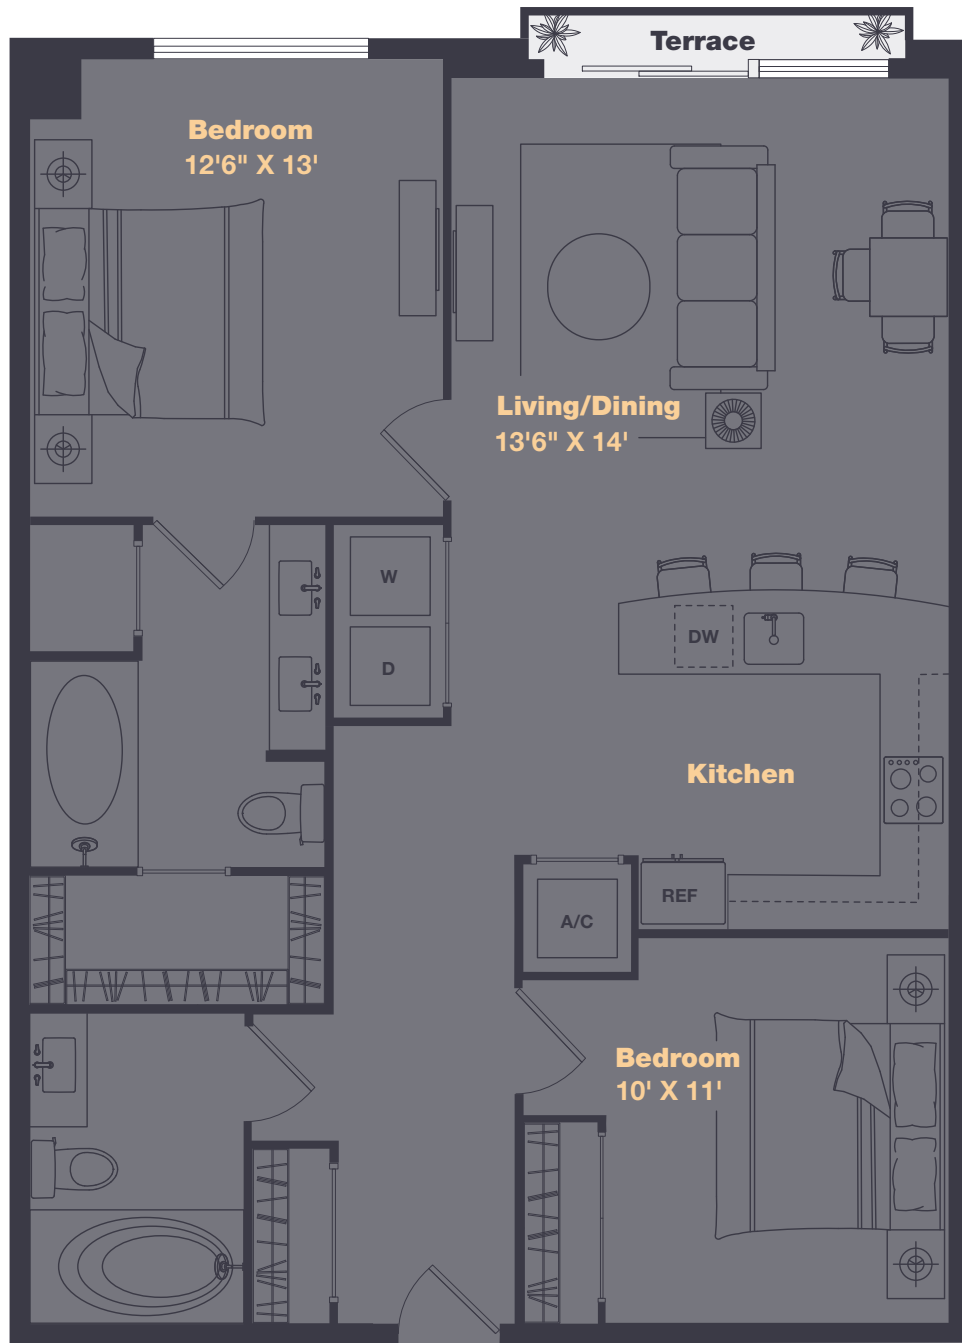 Terrace
Bedroom
12'6" X 13'
Living/Dining
13'6" X 14'
W
D
DW
Kitchen
REF
A/C
Bedroom
10' X 11'